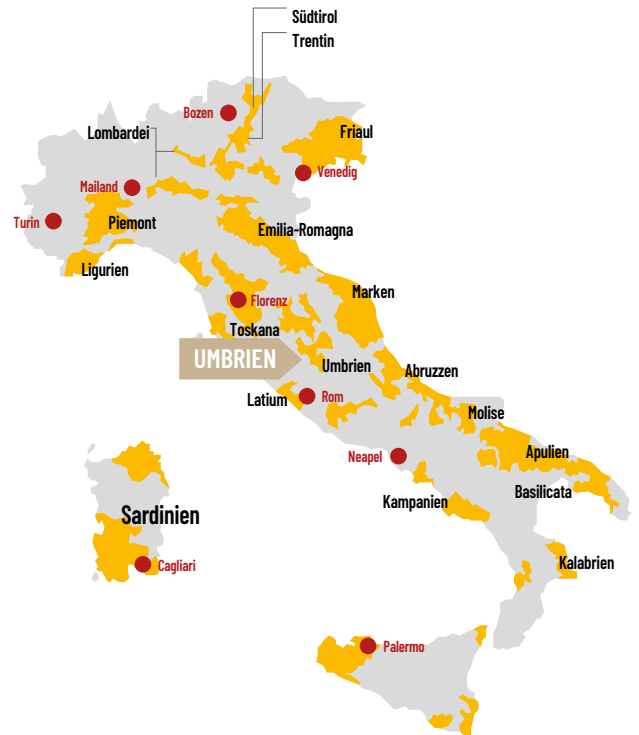 Südtirol
Trentin
Bozen
Lombardei
Friaul
Venedig
Mailand
Turin
Piemont
Emilia-Romagna
Ligurien
Marken
Florenz
Toskana
UMBRIEN
Umbrien
Abruzzen
Latium
Rom
Molise
Neapel
Apulien
Basilicata
Kampanien
Sardinien
Cagliari
Kalabrien
Palermo